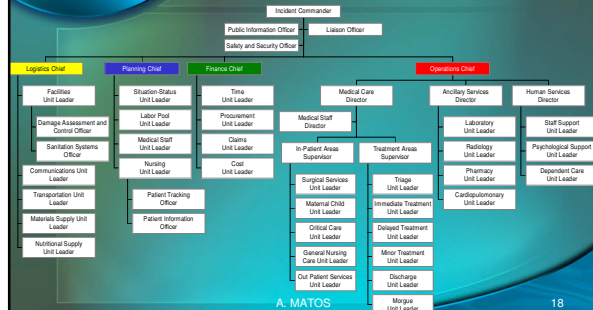 Incident Commander
Public Information Officer
Liaison Officer
Safety and Security Officer
Logistics Chief
Planning Chief
Finance Chief
Operations Chief
Facilities
Unit Leader
Damage Assessment and
Control Officer
Sanitation Systems
Officer
Communications Unit
Leader
Transportation Unit
Leader
Materials Supply Unit
Leader
Nutritional Supply
Unit Leader
Situation-Status
Unit Leader
Labor Pool
Unit Leader
Medical Staff
Unit Leader
Nursing
Unit Leader
Patient Tracking
Officer
Patient Information
Officer
Time
Unit Leader
Procurement
Unit Leader
Claims
Unit Leader
Cost
Unit Leader
Medical Care
Director
Medical Staff
Director
In-Patient Areas
Supervisor
Surgical Services
Unit Leader
Maternal Child
Unit Leader
Critical Care
Unit Leader
General Nursing
Care Unit Leader
Out Patient Services
Unit Leader
Treatment Areas
Supervisor
Triage
Unit Leader
Immediate Treatment
Unit Leader
Delayed Treatment
Unit Leader
Minor Treatment
Unit Leader
Discharge
Unit Leader
Morgue
Unit Leader
Ancillary Services
Director
Laboratory
Unit Leader
Radiology
Unit Leader
Pharmacy
Unit Leader
Cardiopulomonary
Unit Leader
Human Services
Director
Staff Support
Unit Leader
Psychological Support
Unit Leader
Dependent Care
Unit Leader
A. MATOS
18